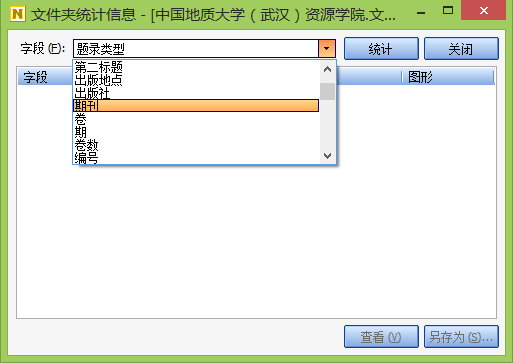 N 文件夹统计信息 - [中国地质大学（武汉）资源学院.文...
字段 (F): 题录类型 统计 关闭
字段 图形
第二标题
出版地点
出版社
期刊
卷
期
卷数
编号
查看 (V) 另存为 (S)...